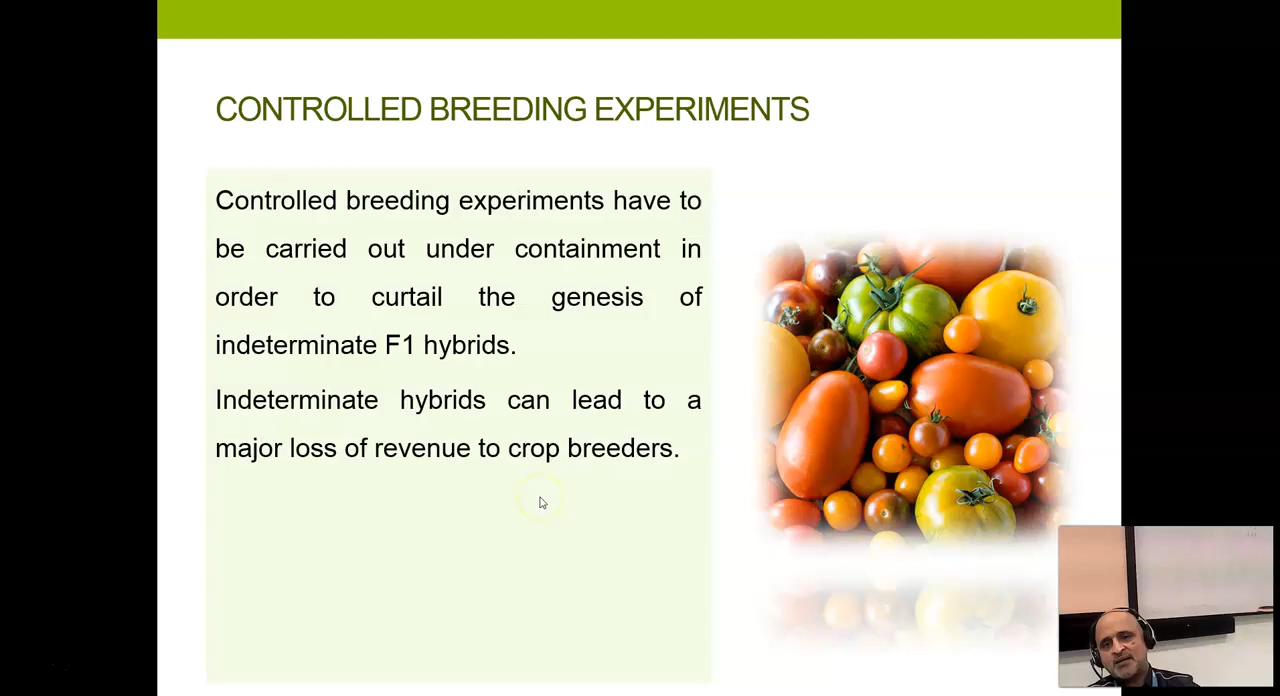 CONTROLLED BREEDING EXPERIMENTS
Controlled breeding experiments have to
be carried out under containment in
order to curtail the genesis of
indeterminate F1 hybrids.
Indeterminate hybrids can lead to a
major loss of revenue to crop breeders.